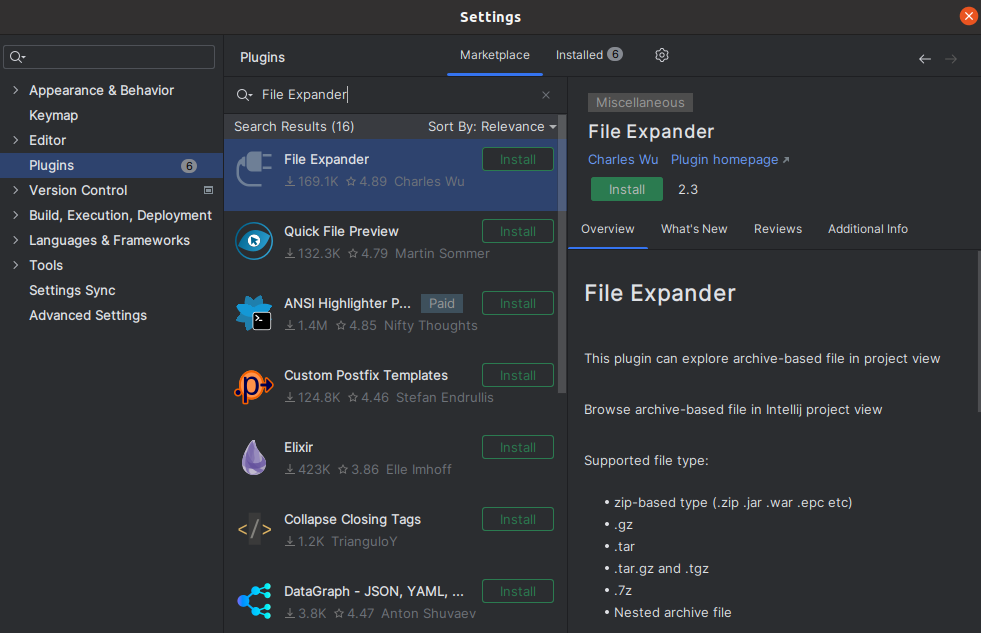 Settings
Appearance & Behavior
Keymap
Editor
Plugins 6
Version Control
Build, Execution, Deployment
Languages & Frameworks
Tools
Settings Sync
Advanced Settings
Plugins Marketplace Installed 6
File Expander
Search Results (16) Sort By: Relevance
File Expander Install
169.1K 4.89 Charles Wu
Quick File Preview Install
132.3K 4.79 Martin Sommer
ANSI Highlighter P... Paid Install
1.4M 4.85 Nifty Thoughts
Custom Postfix Templates Install
124.8K 4.46 Stefan Endrullis
Elixir Install
423K 3.86 Elle Imhoff
Collapse Closing Tags Install
1.2K TrianguloY
DataGraph - JSON, YAML, ... Install
3.8K 4.47 Anton Shuvaev
Miscellaneous
File Expander
Charles Wu Plugin homepage
Install 2.3
Overview What's New Reviews Additional Info
File Expander
This plugin can explore archive-based file in project view
Browse archive-based file in Intellij project view
Supported file type:
• zip-based type (.zip .jar .war .epc etc)
• .gz
• .tar
• .tar.gz and .tgz
• .7z
• Nested archive file